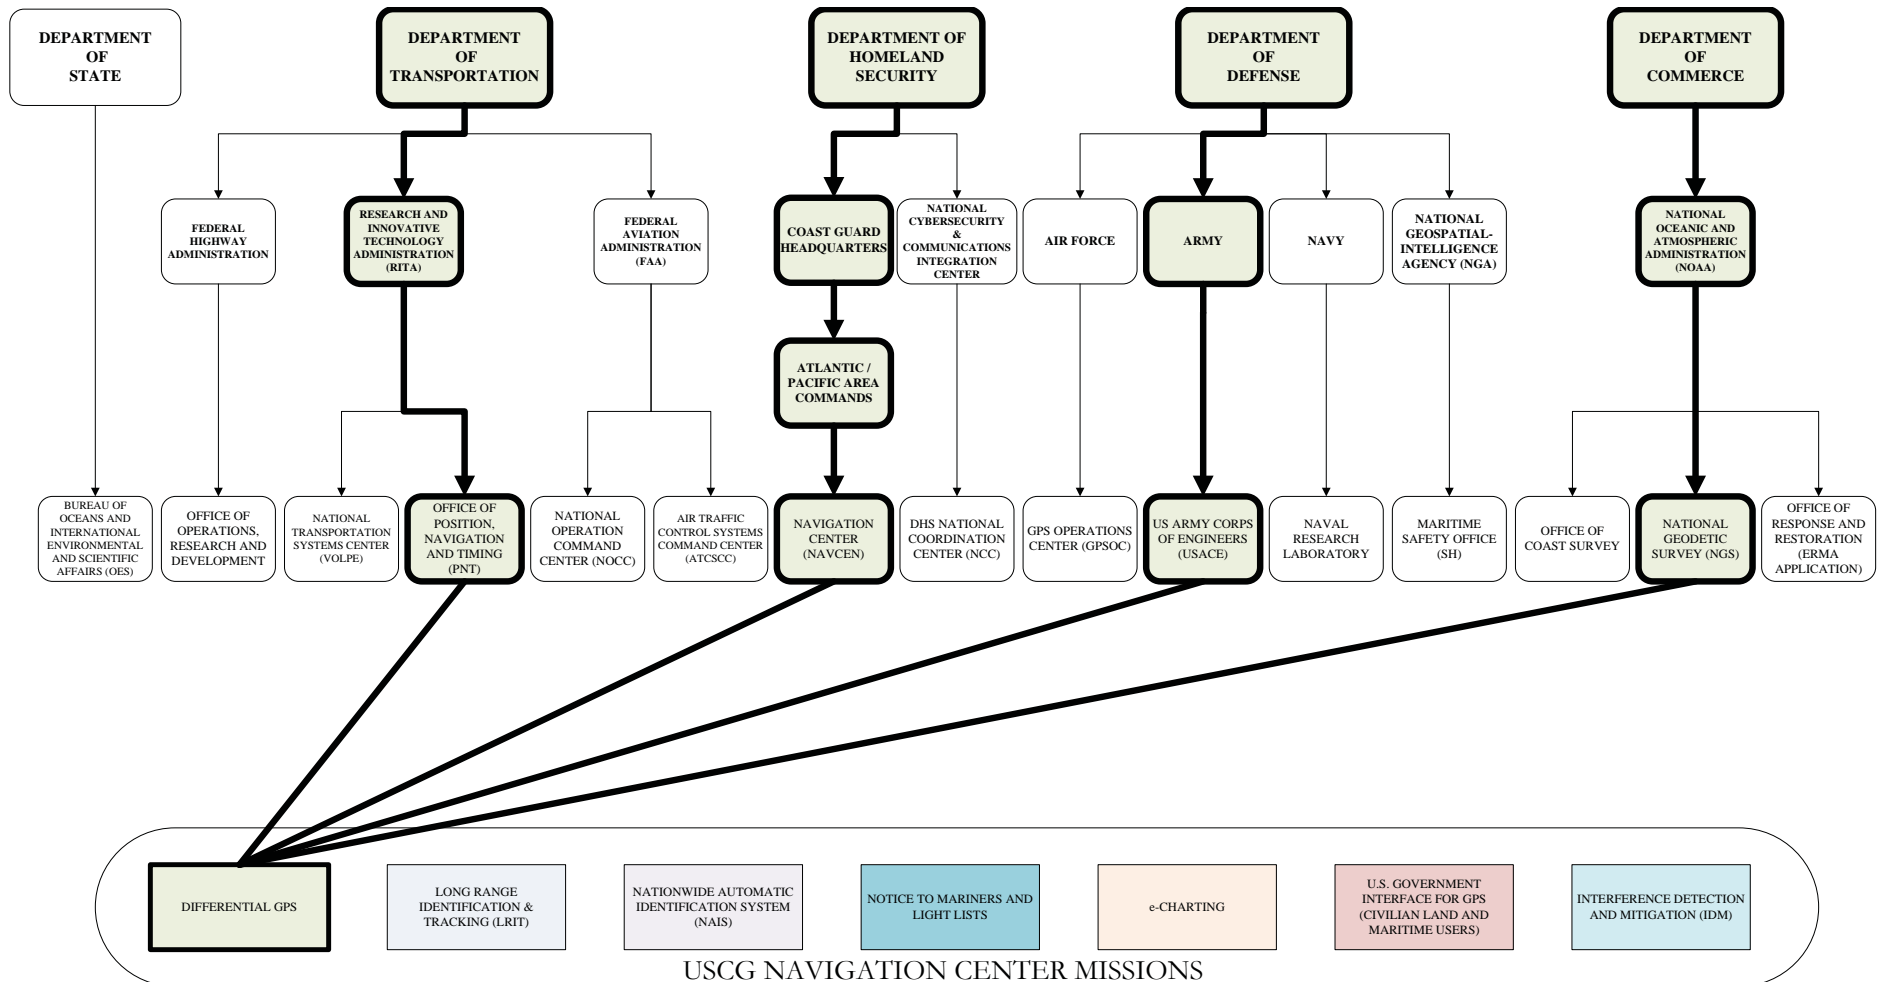 DEPARTMENT
OF
STATE
DEPARTMENT
OF
TRANSPORTATION
DEPARTMENT OF
HOMELAND
SECURITY
DEPARTMENT
OF
DEFENSE
DEPARTMENT
OF
COMMERCE
FEDERAL
HIGHWAY
ADMINISTRATION
RESEARCH AND
INNOVATIVE
TECHNOLOGY
ADMINISTRATION
(RITA)
FEDERAL
AVIATION
ADMINISTRATION
(FAA)
COAST GUARD
HEADQUARTERS
NATIONAL
CYBERSECURITY
&
COMMUNICATIONS
INTEGRATION
CENTER
AIR FORCE
ARMY
NAVY
NATIONAL
GEOSPATIAL-
INTELLIGENCE
AGENCY (NGA)
NATIONAL
OCEANIC AND
ATMOSPHERIC
ADMINISTRATION
(NOAA)
ATLANTIC /
PACIFIC AREA
COMMANDS
BUREAU OF
OCEANS AND
INTERNATIONAL
ENVIRONMENTAL
AND SCIENTIFIC
AFFAIRS (OES)
OFFICE OF
OPERATIONS,
RESEARCH AND
DEVELOPMENT
NATIONAL
TRANSPORTATION
SYSTEMS CENTER
(VOLPE)
OFFICE OF
POSITION,
NAVIGATION
AND TIMING
(PNT)
NATIONAL
OPERATION
COMMAND
CENTER (NOCC)
AIR TRAFFIC
CONTROL SYSTEMS
COMMAND CENTER
(ATCSCC)
NAVIGATION
CENTER
(NAVCEN)
DHS NATIONAL
COORDINATION
CENTER (NCC)
GPS OPERATIONS
CENTER (GPSOC)
US ARMY CORPS
OF ENGINEERS
(USACE)
NAVAL
RESEARCH
LABORATORY
MARITIME
SAFETY OFFICE
(SH)
OFFICE OF
COAST SURVEY
NATIONAL
GEODETIC
SURVEY (NGS)
OFFICE OF
RESPONSE AND
RESTORATION
(ERMA
APPLICATION)
DIFFERENTIAL GPS
LONG RANGE
IDENTIFICATION &
TRACKING (LRIT)
NATIONWIDE AUTOMATIC
IDENTIFICATION SYSTEM
(NAIS)
NOTICE TO MARINERS AND
LIGHT LISTS
e-CHARTING
U.S. GOVERNMENT
INTERFACE FOR GPS
(CIVILIAN LAND AND
MARITIME USERS)
INTERFERENCE DETECTION
AND MITIGATION (IDM)
USCG NAVIGATION CENTER MISSIONS